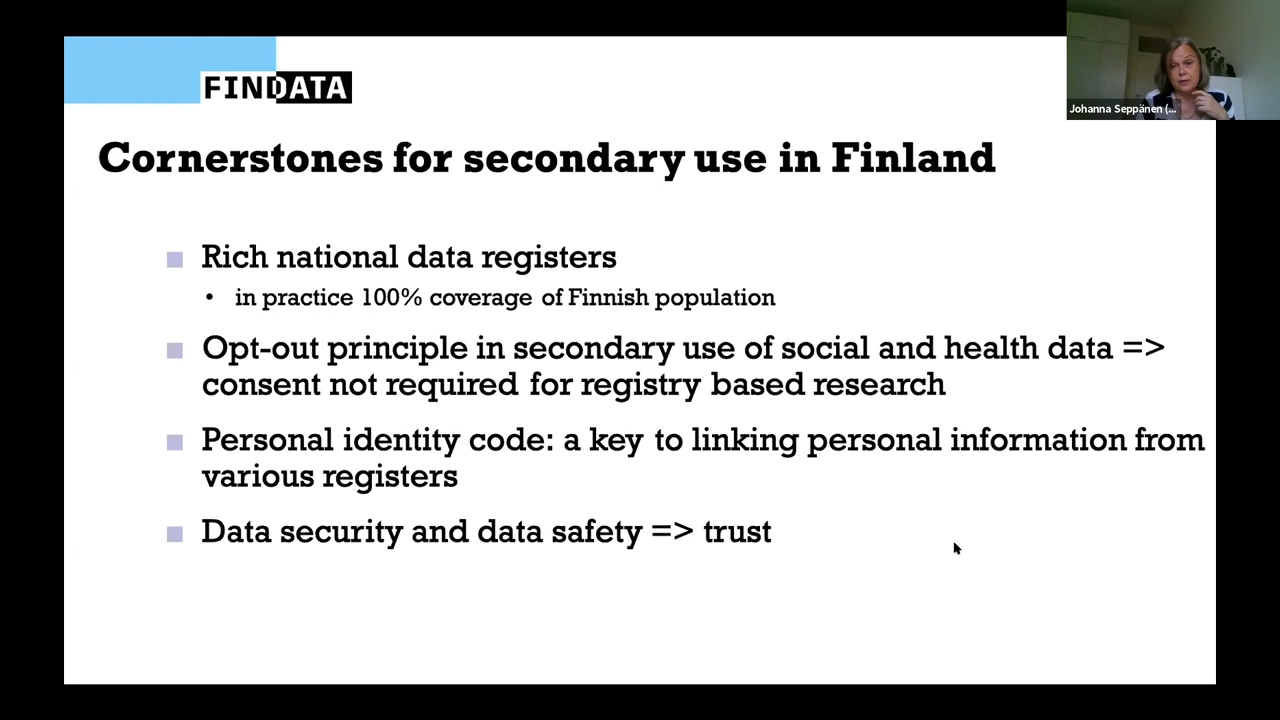 FINDATA
Johanna Seppänen (...
Cornerstones for secondary use in Finland
Rich national data registers
• in practice 100% coverage of Finnish population
Opt-out principle in secondary use of social and health data =>
consent not required for registry based research
Personal identity code: a key to linking personal information from
various registers
Data security and data safety => trust